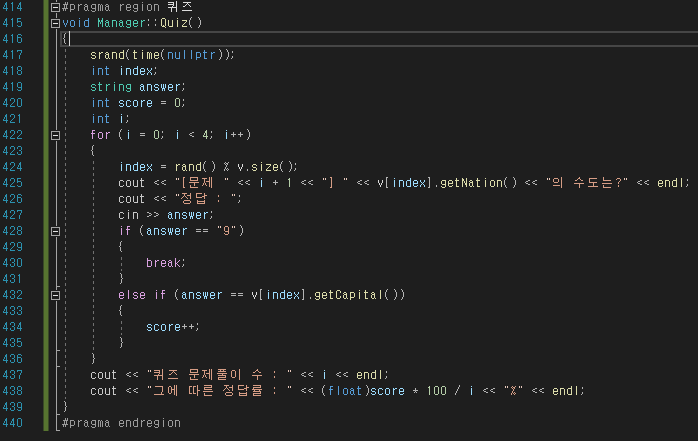 414 #pragma region 퀴즈
415 void Manager::Quiz()
416 {
417 srand(time(nullptr));
418 int index;
419 string answer;
420 int score = 0;
421 int i;
422 for (i = 0; i < 4; i++)
423 {
424 index = rand() % v.size();
425 cout << "[문제 " << i + 1 << "] " << v[index].getNation() << "의 수도는?" << endl;
426 cout << "정답 : ";
427 cin >> answer;
428 if (answer == "9")
429 {
430 break;
431 }
432 else if (answer == v[index].getCapital())
433 {
434 score++;
435 }
436 }
437 cout << "퀴즈 문제풀이 수 : " << i << endl;
438 cout << "그에 따른 정답률 : " << (float)score * 100 / i << "%" << endl;
439 }
440 #pragma endregion